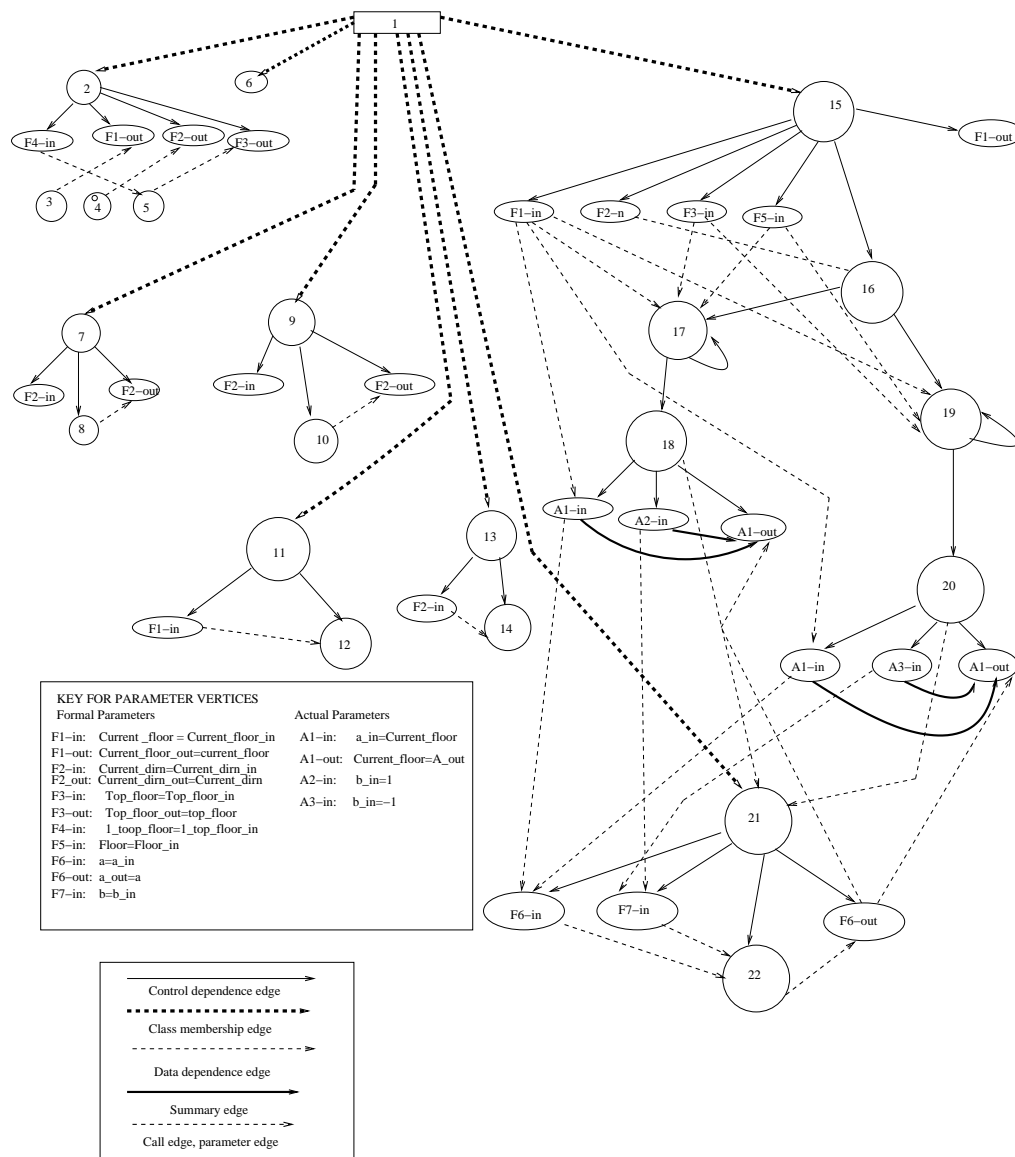 1
2
6
15
F4-in
F1-out
F2-out
F3-out
F1-out
3
4
5
F1-in
F2-n
F3-in
F5-in
16
7
9
17
F2-in
F2-out
F2-in
F2-out
8
10
19
18
A1-in
A2-in
A1-out
11
13
20
F1-in
12
F2-in
14
A1-in
A3-in
A1-out
KEY FOR PARAMETER VERTICES
Formal Parameters
F1-in: Current _floor = Current_floor_in
F1-out: Current_floor_out=current_floor
F2-in: Current_dirn=Current_dirn_in
F2_out: Current_dirn_out=Current_dirn
F3-in: Top_floor=Top_floor_in
F3-out: Top_floor_out=top_floor
F4-in: 1_toop_floor=1_top_floor_in
F5-in: Floor=Floor_in
F6-in: a=a_in
F6-out: a_out=a
F7-in: b=b_in
Actual Parameters
A1-in: a_in=Current_floor
A1-out: Current_floor=A_out
A2-in: b_in=1
A3-in: b_in=-1
21
F6-in
F7-in
F6-out
22
Control dependence edge
Class membership edge
Data dependence edge
Summary edge
Call edge, parameter edge